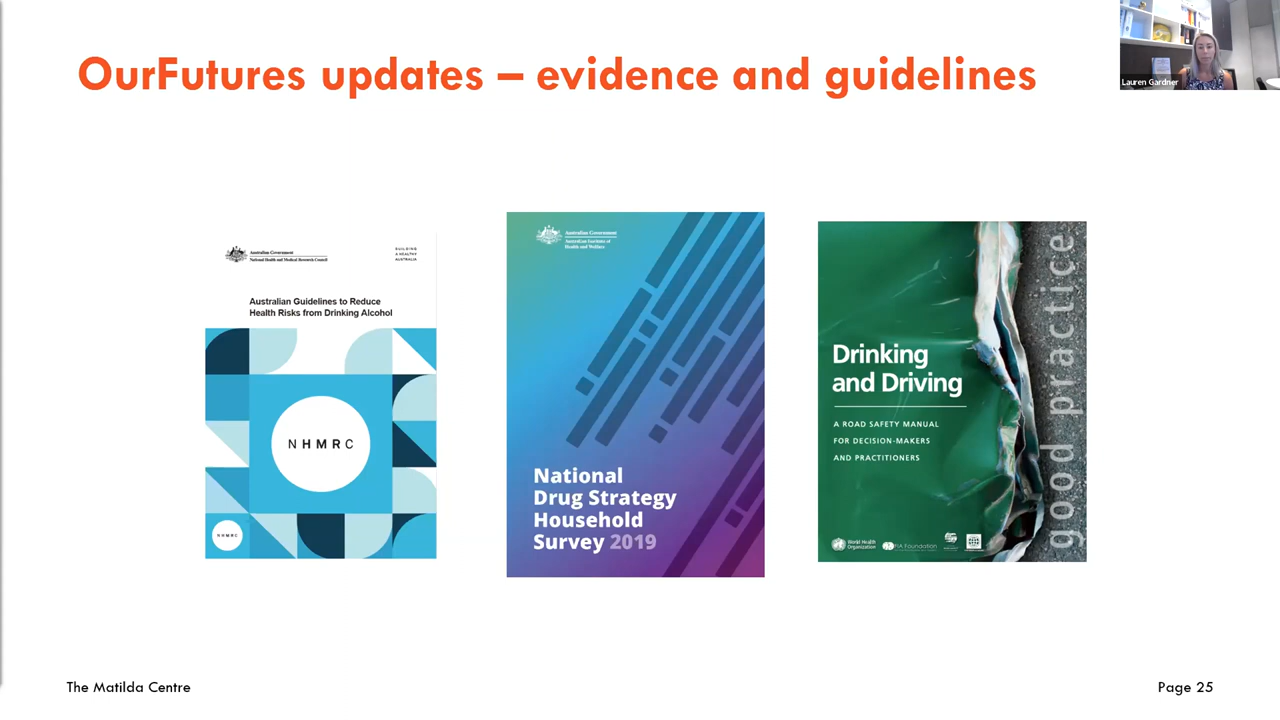 OurFutures updates – evidence and guidelines
Lauren Gardner
Australian Government
National Health and Medical Research Council
BUILDING
A HEALTHY
AUSTRALIA
Australian Guidelines to Reduce
Health Risks from Drinking Alcohol
NHMRC
NHMRC
Australian Government
Australian Institute of
Health and Welfare
National
Drug Strategy
Household
Survey 2019
Drinking
and Driving
A ROAD SAFETY MANUAL
FOR DECISION-MAKERS
AND PRACTITIONERS
good practice
World Health
Organization
FIA Foundation
The Matilda Centre
Page 25